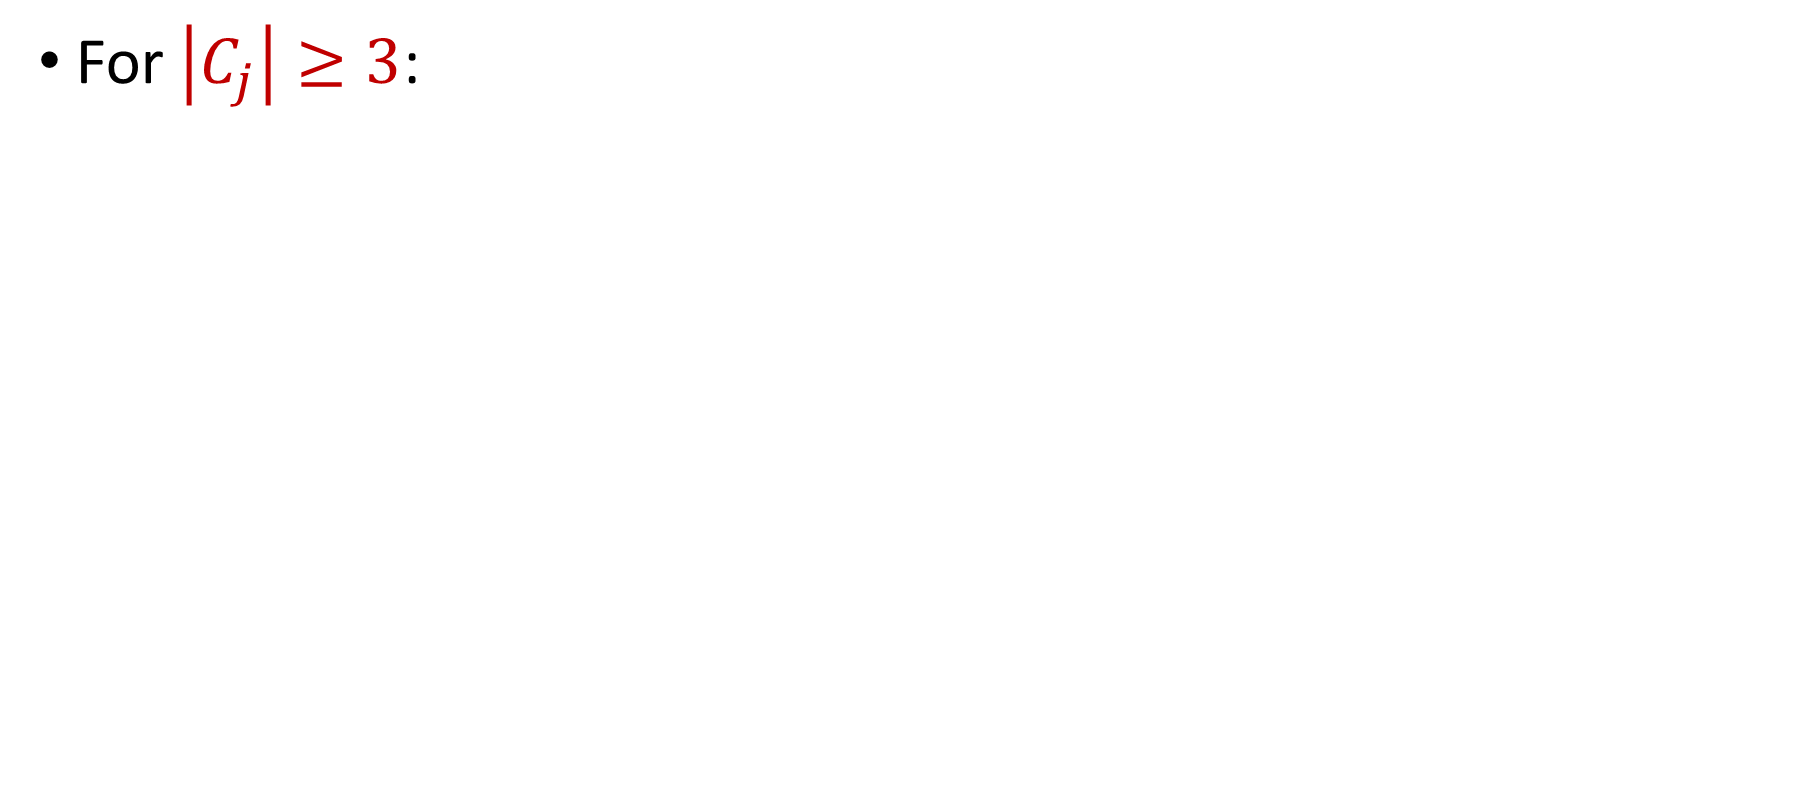 • For |C_j| ≥ 3: